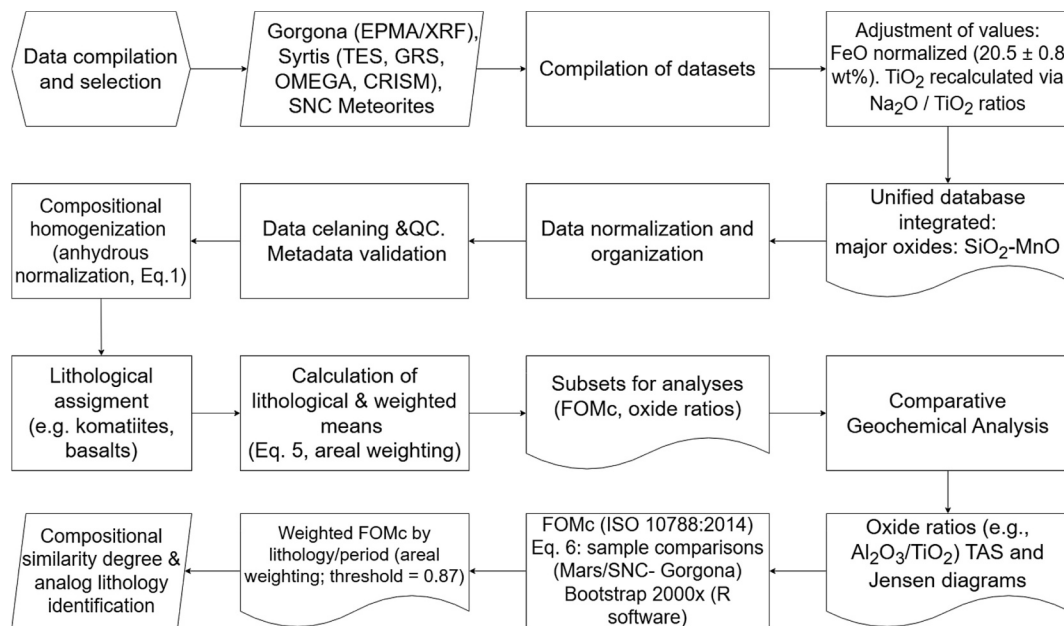 Data compilation
and selection
Gorgona (EPMA/XRF),
Syrtis (TES, GRS,
OMEGA, CRISM),
SNC Meteorites
Compilation of datasets
Adjustment of values:
FeO normalized (20.5 ± 0.8
wt%). TiO₂ recalculated via
Na₂O / TiO₂ ratios
Unified database
integrated:
major oxides: SiO₂-MnO
Data normalization and
organization
Data celaning &QC.
Metadata validation
Compositional
homogenization
(anhydrous
normalization, Eq.1)
Lithological
assigment
(e.g. komatiites,
basalts)
Calculation of
lithological & weighted
means
(Eq. 5, areal weighting)
Subsets for analyses
(FOMc, oxide ratios)
Comparative
Geochemical Analysis
Oxide ratios (e.g.,
Al₂O₃/TiO₂) TAS and
Jensen diagrams
FOMc (ISO 10788:2014)
Eq. 6: sample comparisons
(Mars/SNC- Gorgona)
Bootstrap 2000x (R
software)
Weighted FOMc by
lithology/period (areal
weighting; threshold = 0.87)
Compositional
similarity degree &
analog lithology
identification